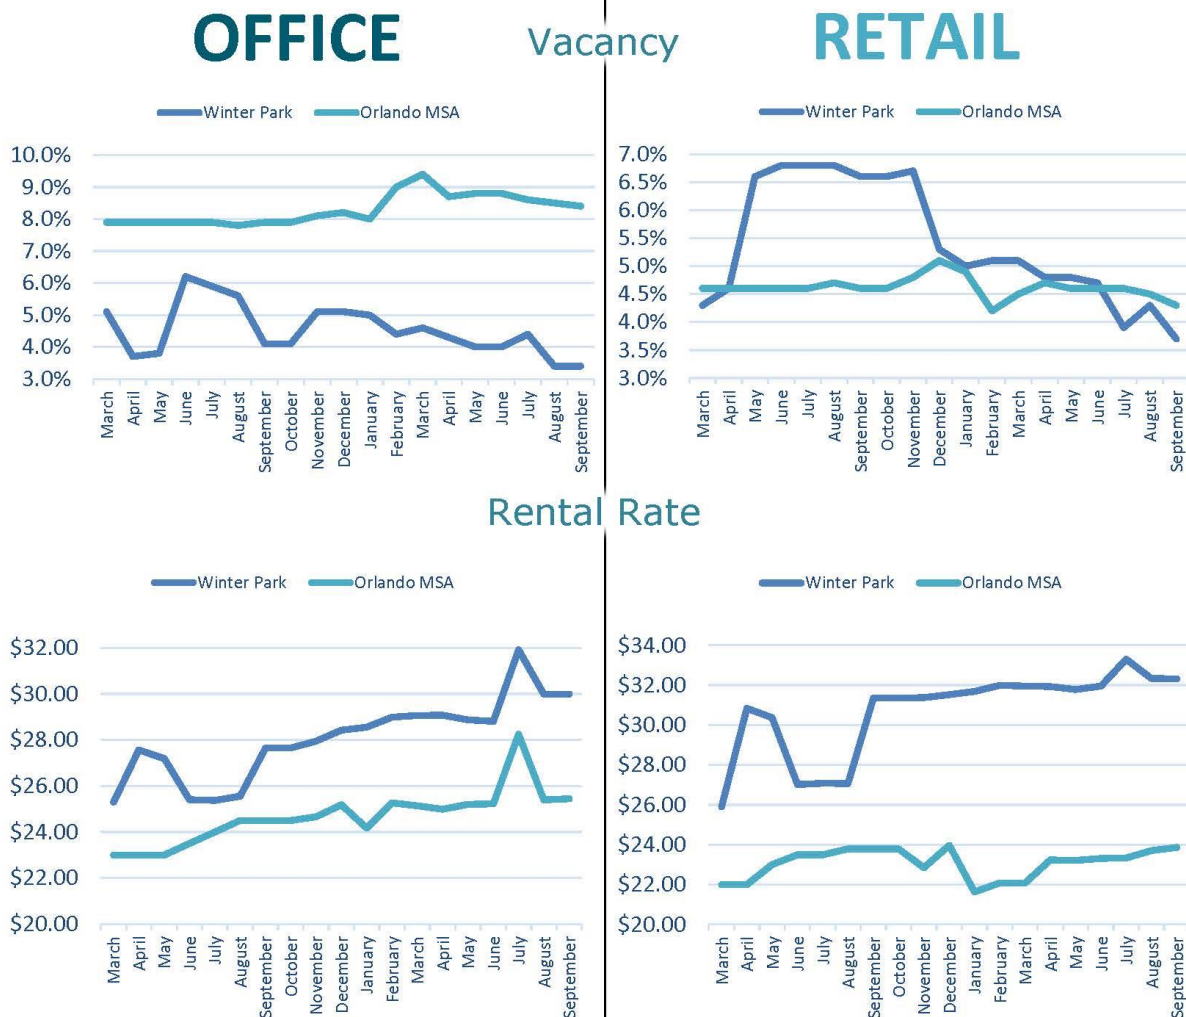 OFFICE
Vacancy
RETAIL
Winter Park Orlando MSA
10.0%
9.0%
8.0%
7.0%
6.0%
5.0%
4.0%
3.0%
March April May June July August September October November December January February March April May June July August September
Winter Park Orlando MSA
7.0%
6.5%
6.0%
5.5%
5.0%
4.5%
4.0%
3.5%
3.0%
March April May June July August September October November December January February March April May June July August September
Rental Rate
Winter Park Orlando MSA
$32.00
$30.00
$28.00
$26.00
$24.00
$22.00
$20.00
March April May June July August September October November December January February March April May June July August September
Winter Park Orlando MSA
$34.00
$32.00
$30.00
$28.00
$26.00
$24.00
$22.00
$20.00
March April May June July August September October November December January February March April May June July August September